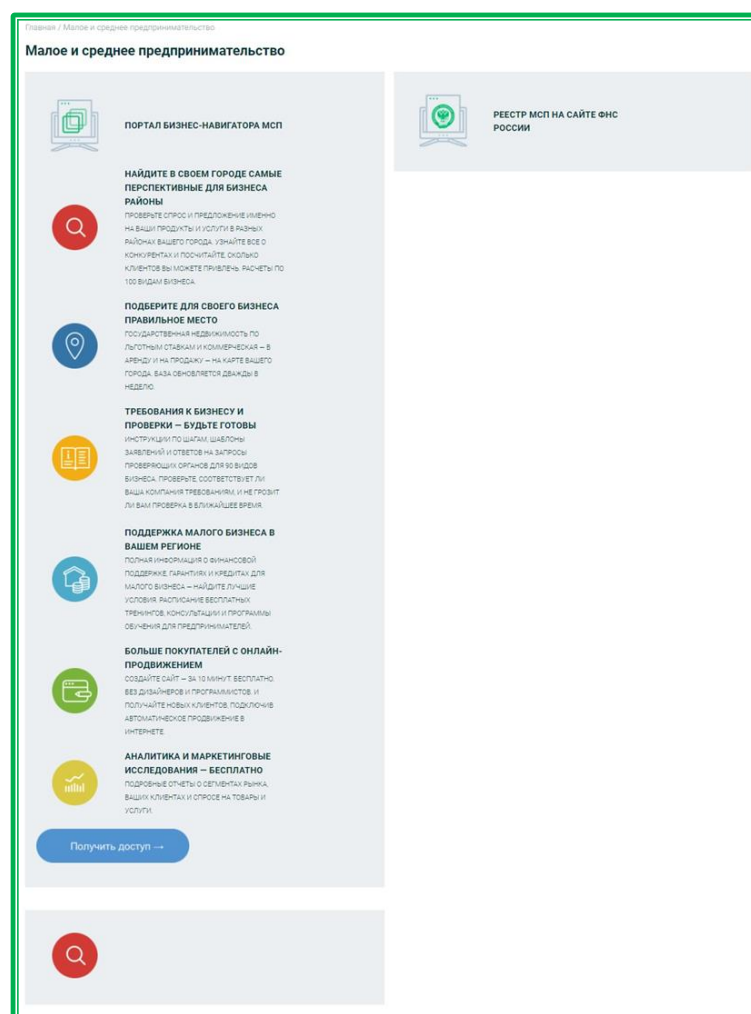 Главная / Малое и среднее предпринимательство
Малое и среднее предпринимательство
ПОРТАЛ БИЗНЕС-НАВИГАТОРА МСП
НАЙДИТЕ В СВОЕМ ГОРОДЕ САМЫЕ
ПЕРСПЕКТИВНЫЕ ДЛЯ БИЗНЕСА
РАЙОНЫ
ПРОВЕРЬТЕ СПРОС И ПРЕДЛОЖЕНИЕ ИМЕННО
НА ВАШИ ПРОДУКТЫ И УСЛУГИ В РАЗНЫХ
РАЙОНАХ ВАШЕГО ГОРОДА. УЗНАЙТЕ ВСЕ О
КОНКУРЕНТАХ И ПОСЧИТАЙТЕ, СКОЛЬКО
КЛИЕНТОВ ВЫ МОЖЕТЕ ПРИВЛЕЧЬ. РАСЧЕТЫ ПО
100 ВИДАМ БИЗНЕСА.
ПОДБЕРИТЕ ДЛЯ СВОЕГО БИЗНЕСА
ПРАВИЛЬНОЕ МЕСТО
ГОСУДАРСТВЕННАЯ НЕДВИЖИМОСТЬ ПО
ЛЬГОТНЫМ СТАВКАМ И КОММЕРЧЕСКАЯ – В
АРЕНДУ И НА ПРОДАЖУ – НА КАРТЕ ВАШЕГО
ГОРОДА. БАЗА ОБНОВЛЯЕТСЯ ДВАЖДЫ В
НЕДЕЛЮ.
ТРЕБОВАНИЯ К БИЗНЕСУ И
ПРОВЕРКИ — БУДЬТЕ ГОТОВЫ
ИНСТРУКЦИИ ПО ШАГАМ, ШАБЛОНЫ
ЗАЯВЛЕНИЙ И ОТВЕТОВ НА ЗАПРОСЫ
ПРОВЕРЯЮЩИХ ОРГАНОВ ДЛЯ 90 ВИДОВ
БИЗНЕСА. ПРОВЕРЬТЕ, СООТВЕТСТВУЕТ ЛИ
ВАША КОМПАНИЯ ТРЕБОВАНИЯМ, И НЕ ГРОЗИТ
ЛИ ВАМ ПРОВЕРКА В БЛИЖАЙШЕЕ ВРЕМЯ.
ПОДДЕРЖКА МАЛОГО БИЗНЕСА В
ВАШЕМ РЕГИОНЕ
ПОЛНАЯ ИНФОРМАЦИЯ О ФИНАНСОВОЙ
ПОДДЕРЖКЕ, ГАРАНТИЯХ И КРЕДИТАХ ДЛЯ
МАЛОГО БИЗНЕСА – НАЙДИТЕ ЛУЧШИЕ
УСЛОВИЯ. РАСПИСАНИЕ БЕСПЛАТНЫХ
ТРЕНИНГОВ, КОНСУЛЬТАЦИИ И ПРОГРАММЫ
ОБУЧЕНИЯ ДЛЯ ПРЕДПРИНИМАТЕЛЕЙ.
БОЛЬШЕ ПОКУПАТЕЛЕЙ С ОНЛАЙН-
ПРОДВИЖЕНИЕМ
СОЗДАЙТЕ САЙТ – ЗА 10 МИНУТ, БЕСПЛАТНО,
БЕЗ ДИЗАЙНЕРОВ И ПРОГРАММИСТОВ. И
ПОЛУЧАЙТЕ НОВЫХ КЛИЕНТОВ, ПОДКЛЮЧИВ
АВТОМАТИЧЕСКОЕ ПРОДВИЖЕНИЕ В
ИНТЕРНЕТЕ.
АНАЛИТИКА И МАРКЕТИНГОВЫЕ
ИССЛЕДОВАНИЯ — БЕСПЛАТНО
ПОДРОБНЫЕ ОТЧЕТЫ О СЕГМЕНТАХ РЫНКА,
ВАШИХ КЛИЕНТАХ И СПРОСЕ НА ТОВАРЫ И
УСЛУГИ.
Получить доступ →
РЕЕСТР МСП НА САЙТЕ ФНС
РОССИИ